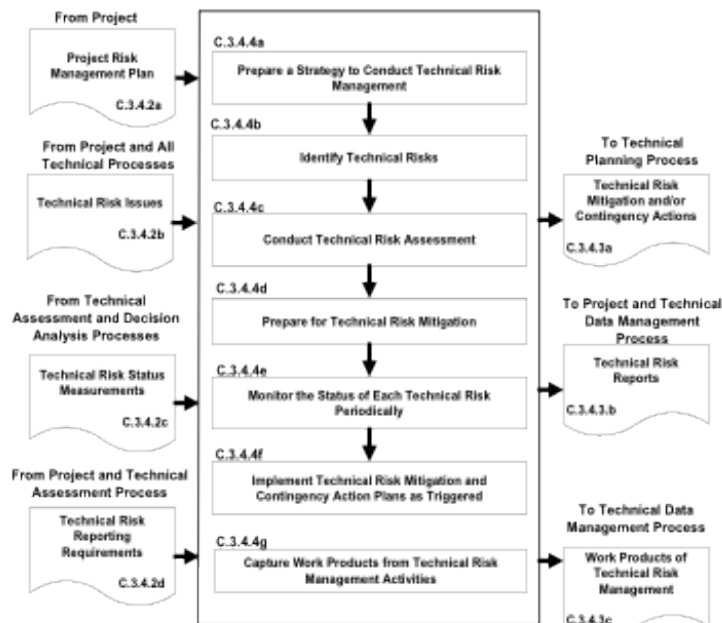 From Project
Project Risk
Management Plan
C.3.4.2a
From Project and All
Technical Processes
Technical Risk Issues
C.3.4.2b
From Technical
Assessment and Decision
Analysis Processes
Technical Risk Status
Measurements
C.3.4.2c
From Project and Technical
Assessment Process
Technical Risk
Reporting
Requirements
C.3.4.2d
C.3.4.4a
Prepare a Strategy to Conduct Technical Risk
Management
C.3.4.4b
Identify Technical Risks
C.3.4.4c
Conduct Technical Risk Assessment
C.3.4.4d
Prepare for Technical Risk Mitigation
C.3.4.4e
Monitor the Status of Each Technical Risk
Periodically
C.3.4.4f
Implement Technical Risk Mitigation and
Contingency Action Plans as Triggered
C.3.4.4g
Capture Work Products from Technical Risk
Management Activities
To Technical
Planning Process
Technical Risk
Mitigation and/or
Contingency Actions
C.3.4.3a
To Project and Technical
Data Management
Process
Technical Risk
Reports
C.3.4.3.b
To Technical Data
Management Process
Work Products of
Technical Risk
Management
C.3.4.3c